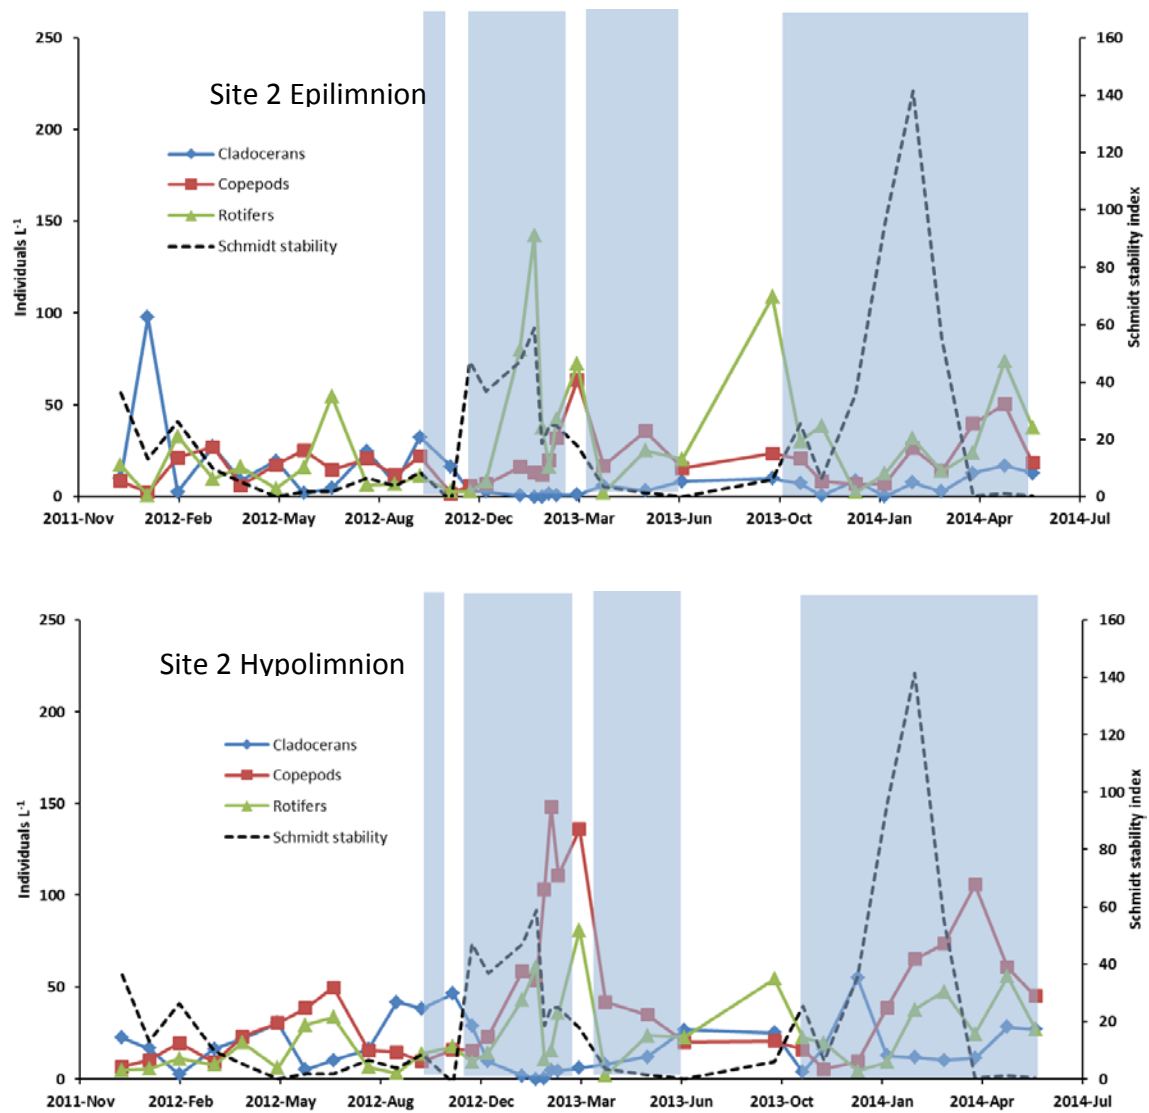 250
200
150
100
50
0
Individuals L-1
Site 2 Epilimnion
Cladocerans
Copepods
Rotifers
Schmidt stability
160
140
120
100
80
60
40
20
0
Schmidt stability index
2011-Nov 2012-Feb 2012-May 2012-Aug 2012-Dec 2013-Mar 2013-Jun 2013-Oct 2014-Jan 2014-Apr 2014-Jul
250
200
150
100
50
0
Individuals L-1
Site 2 Hypolimnion
Cladocerans
Copepods
Rotifers
Schmidt stability
160
140
120
100
80
60
40
20
0
Schmidt stability index
2011-Nov 2012-Feb 2012-May 2012-Aug 2012-Dec 2013-Mar 2013-Jun 2013-Oct 2014-Jan 2014-Apr 2014-Jul